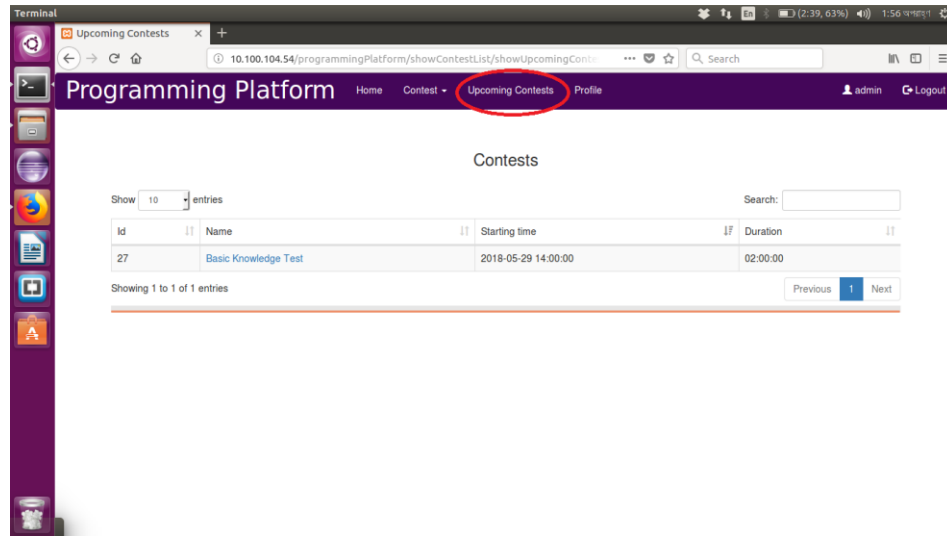 Terminal
En (2:39, 63%) 1:56 অপরাহ্ণ
Upcoming Contests × +
10.100.104.54/programmingPlatform/showContestList/showUpcomingConte ... Search
Programming Platform Home Contest Upcoming Contests Profile admin Logout
Contests
Show 10 entries Search:
Id Name Starting time Duration
27 Basic Knowledge Test 2018-05-29 14:00:00 02:00:00
Showing 1 to 1 of 1 entries Previous 1 Next